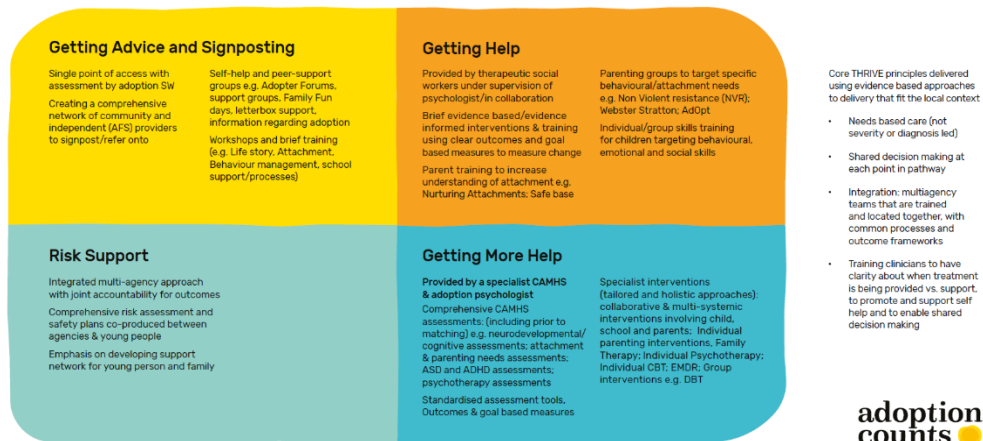 Getting Advice and Signposting
Single point of access with
assessment by adoption SW
Creating a comprehensive
network of community and
independent (AFS) providers
to signpost/refer onto
Self-help and peer-support
groups e.g. Adopter Forums,
support groups, Family Fun
days, letterbox support,
information regarding adoption
Workshops and brief training
(e.g. Life story, Attachment,
Behaviour management, school
support/processes)
Getting Help
Provided by therapeutic social
workers under supervision of
psychologist/in collaboration
Brief evidence based/evidence
informed interventions & training
using clear outcomes and goal
based measures to measure change
Parent training to increase
understanding of attachment e.g.
Nurturing Attachments; Safe base
Parenting groups to target specific
behavioural/attachment needs
e.g. Non Violent resistance (NVR);
Webster Stratton; AdOpt
Individual/group skills training
for children targeting behavioural,
emotional and social skills
Risk Support
Integrated multi-agency approach
with joint accountability for outcomes
Comprehensive risk assessment and
safety plans co-produced between
agencies & young people
Emphasis on developing support
network for young person and family
Getting More Help
Provided by a specialist CAMHS
& adoption psychologist
Comprehensive CAMHS
assessments: (including prior to
matching) e.g. neurodevelopmental/
cognitive assessments; attachment
& parenting needs assessments;
ASD and ADHD assessments;
psychotherapy assessments
Standardised assessment tools,
Outcomes & goal based measures
Specialist interventions
(tailored and holistic approaches):
collaborative & multi-systemic
interventions involving child,
school and parents; Individual
parenting interventions, Family
Therapy; Individual Psychotherapy;
Individual CBT; EMDR; Group
interventions e.g. DBT
Core THRIVE principles delivered
using evidence based approaches
to delivery that fit the local context
• Needs based care (not
severity or diagnosis led)
• Shared decision making at
each point in pathway
• Integration: multiagency
teams that are trained
and located together, with
common processes and
outcome frameworks
• Training clinicians to have
clarity about when treatment
is being provided vs. support,
to promote and support self
help and to enable shared
decision making
adoption
counts